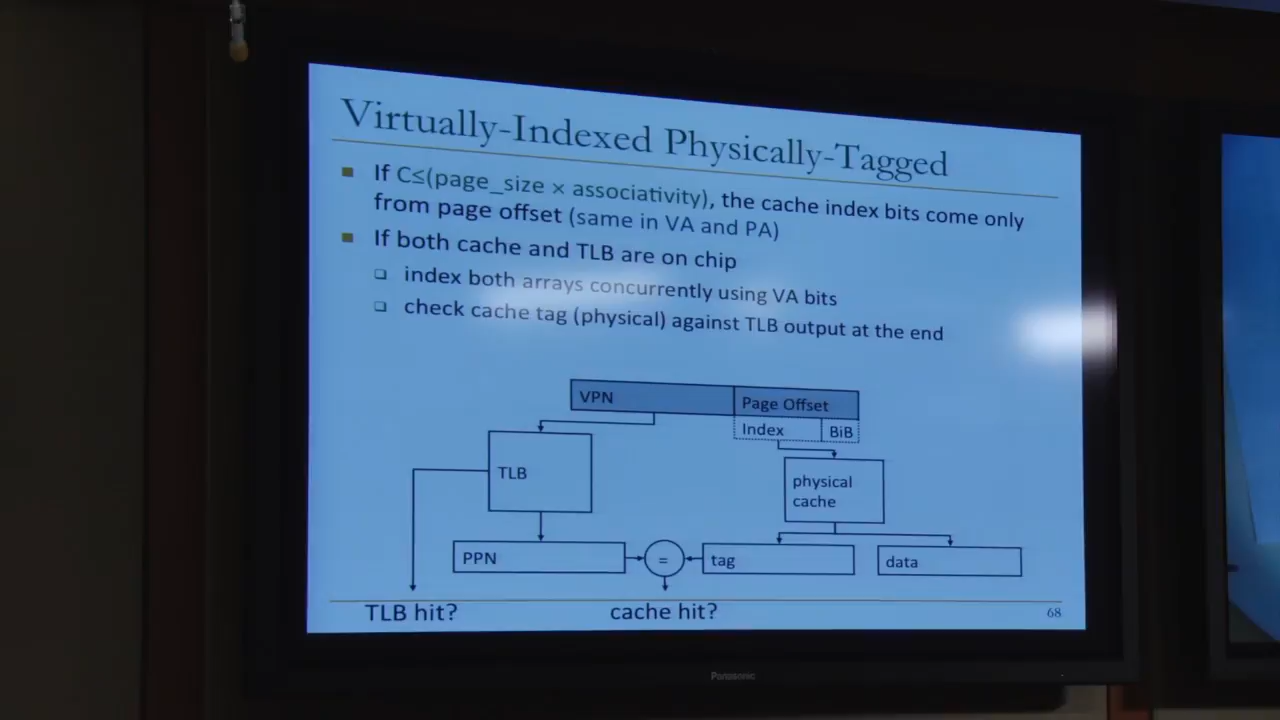 Virtually-Indexed Physically-Tagged
If C≤(page_size × associativity), the cache index bits come only
from page offset (same in VA and PA)
If both cache and TLB are on chip
index both arrays concurrently using VA bits
check cache tag (physical) against TLB output at the end
VPN
Page Offset
Index
BiB
TLB
physical
cache
PPN
=
tag
data
TLB hit?
cache hit?
68
Panasonic